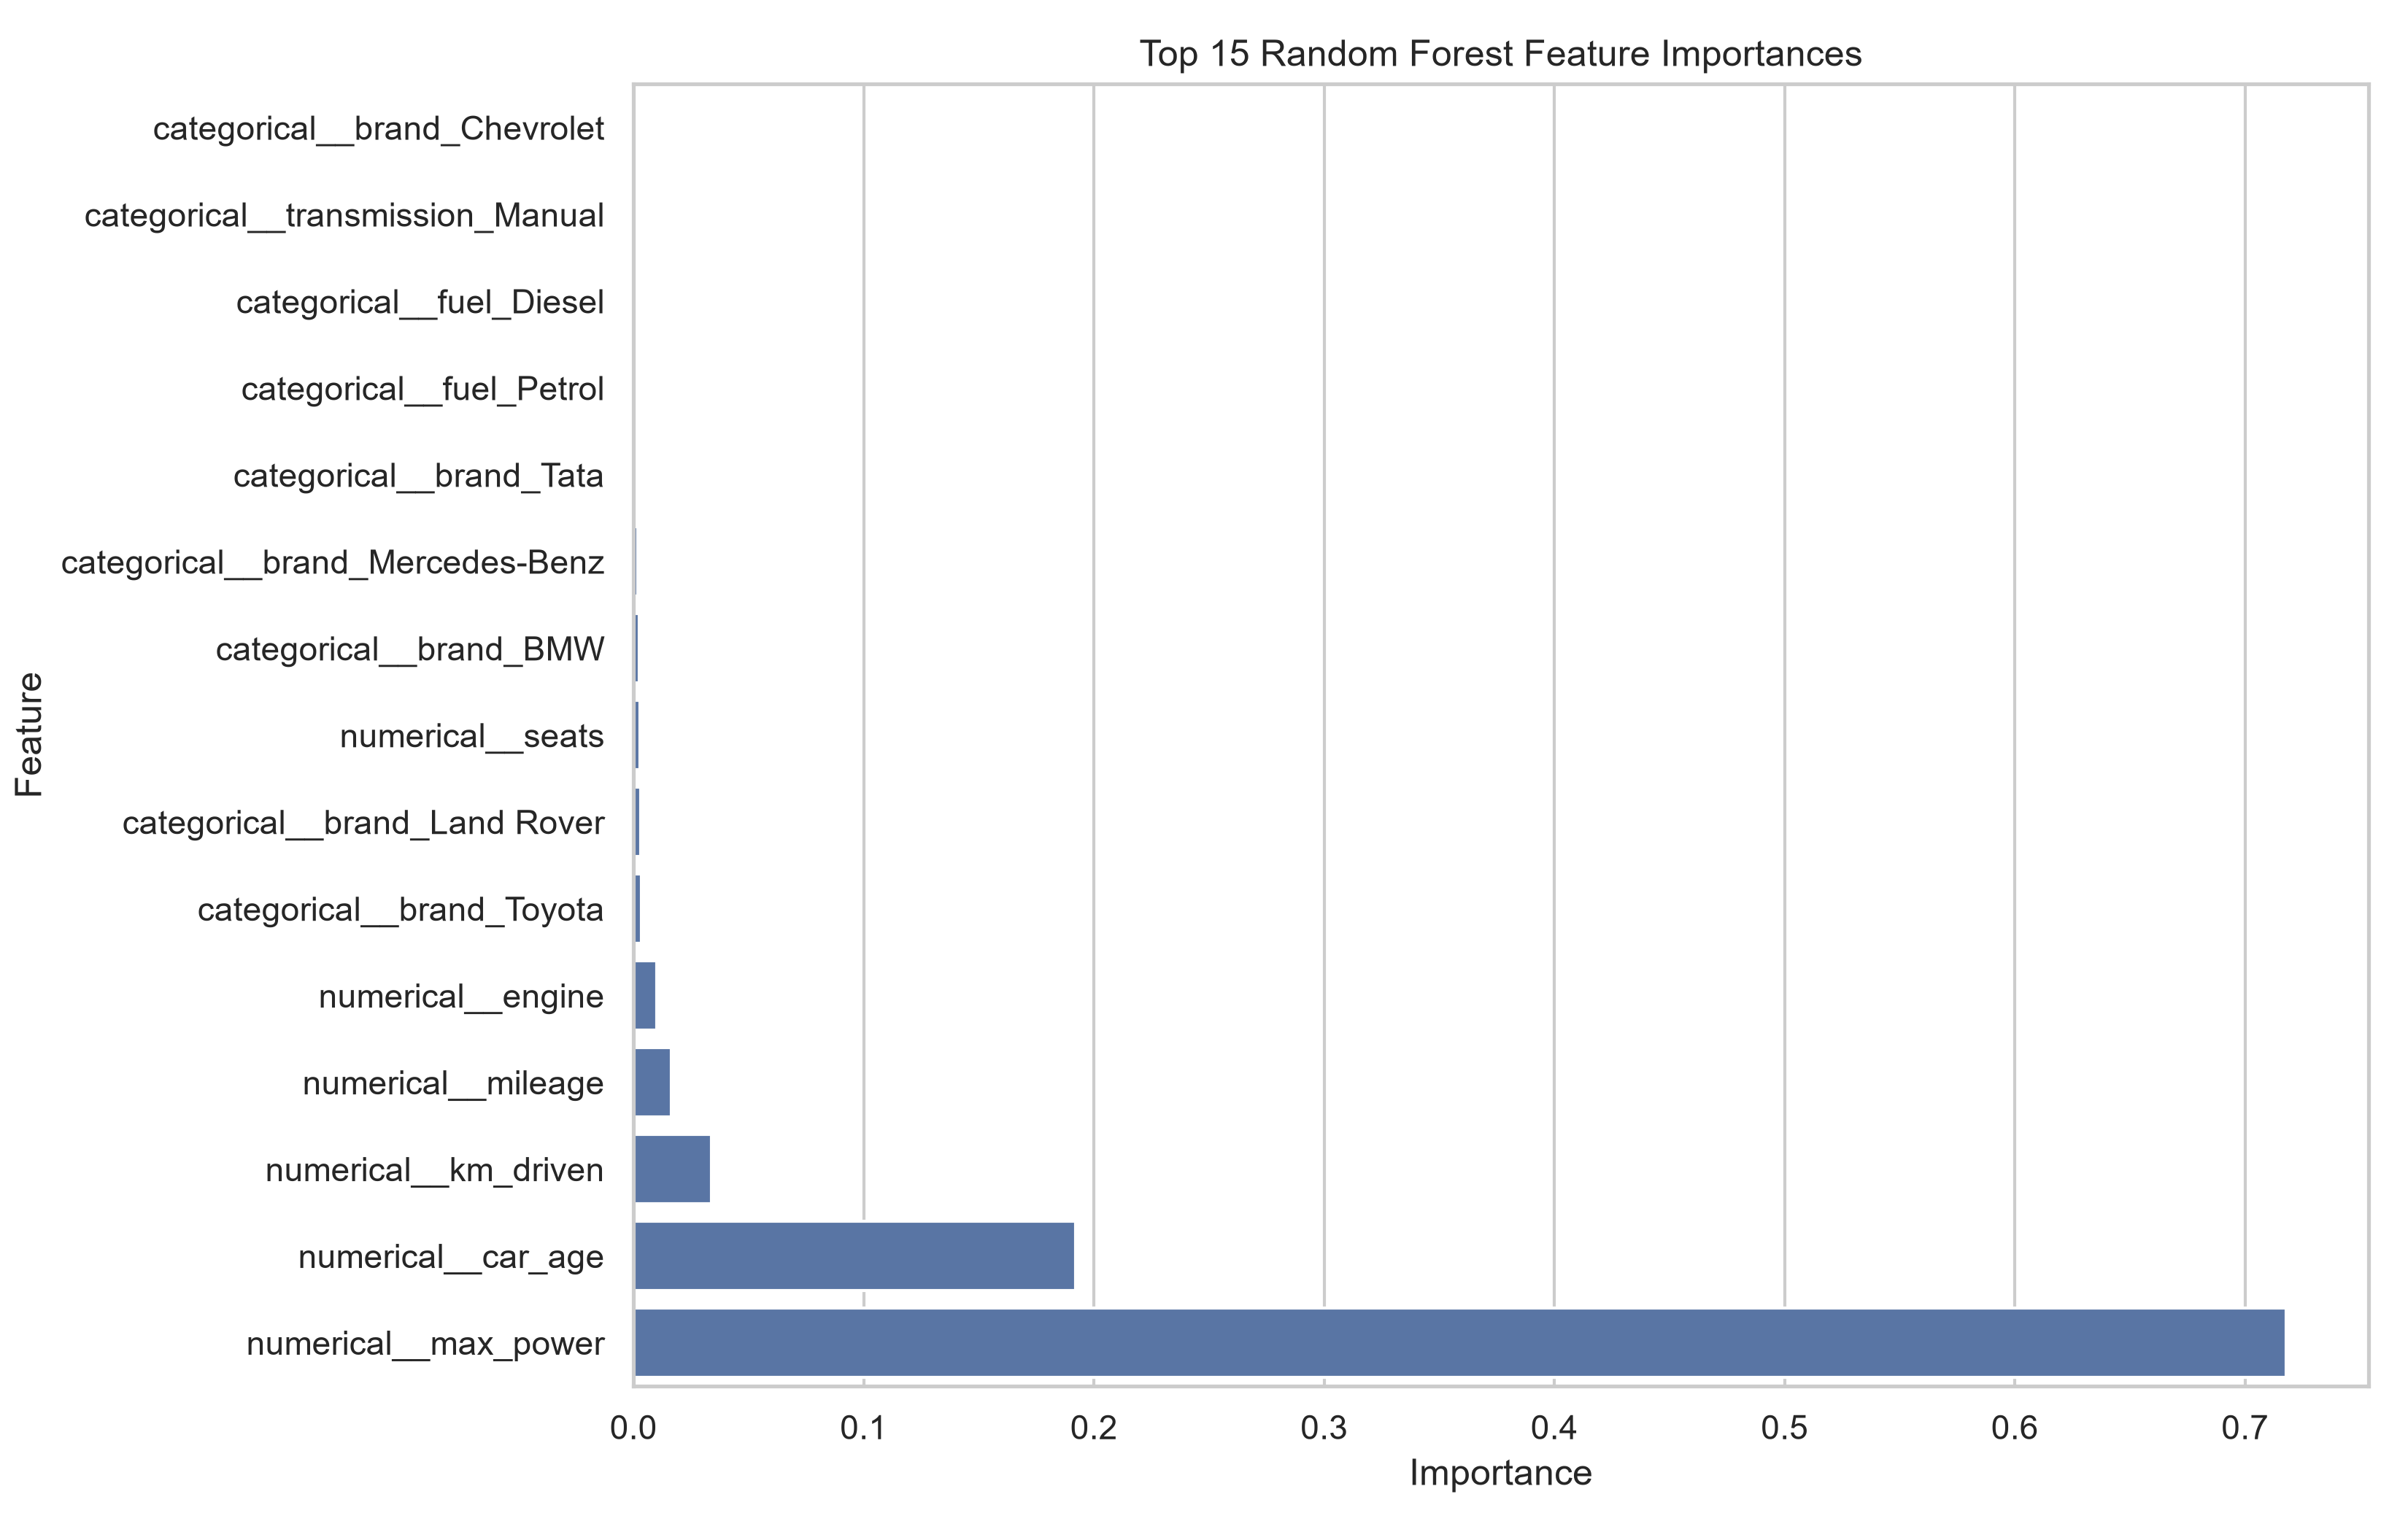 Top 15 Random Forest Feature Importances
categorical__brand_Chevrolet
categorical__transmission_Manual
categorical__fuel_Diesel
categorical__fuel_Petrol
categorical__brand_Tata
categorical__brand_Mercedes-Benz
categorical__brand_BMW
numerical__seats
categorical__brand_Land Rover
categorical__brand_Toyota
numerical__engine
numerical__mileage
numerical__km_driven
numerical__car_age
numerical__max_power
Feature
0.0 0.1 0.2 0.3 0.4 0.5 0.6 0.7
Importance